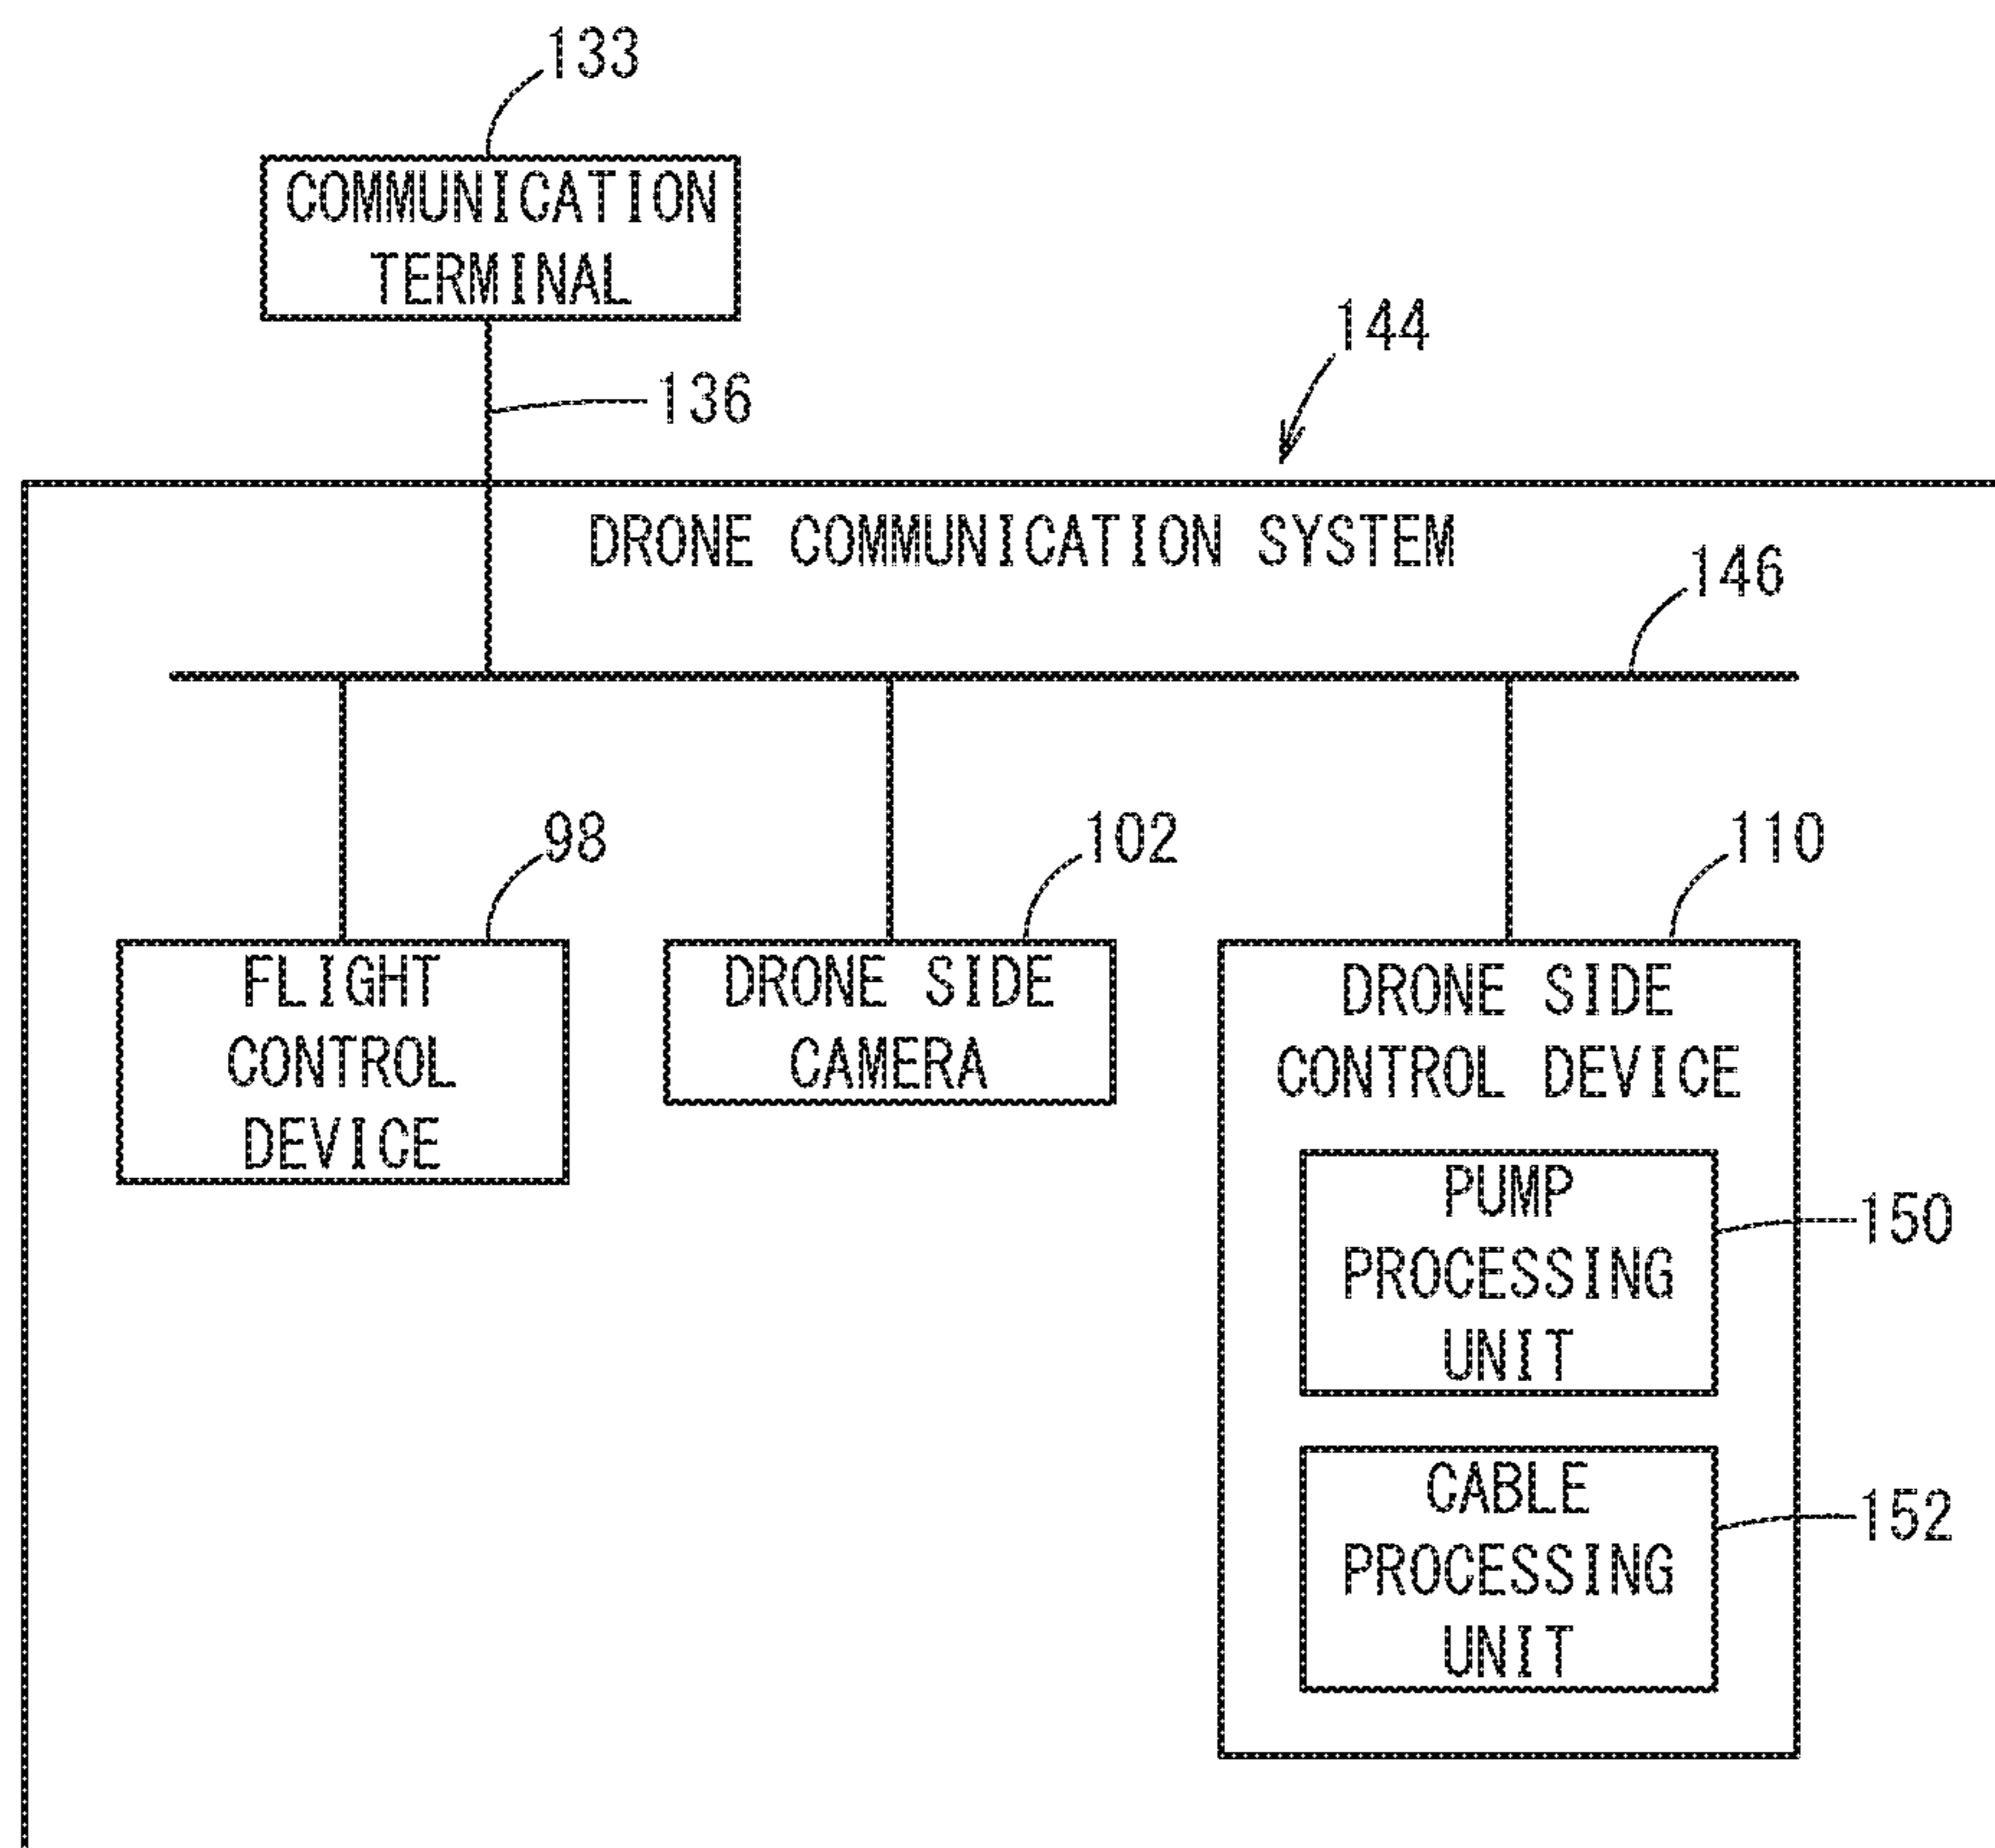 133
COMMUNICATION
TERMINAL
144
136
DRONE COMMUNICATION SYSTEM
146
98
102
110
FLIGHT
CONTROL
DEVICE
DRONE SIDE
CAMERA
DRONE SIDE
CONTROL DEVICE
PUMP
PROCESSING
UNIT
150
CABLE
PROCESSING
UNIT
152